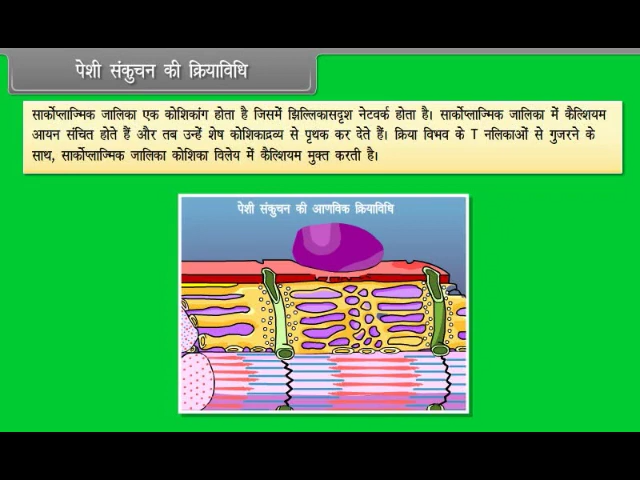 पेशी संकुचन की क्रियाविधि
सार्कोप्लाज्मिक जालिका एक कोशिकांग होता है जिसमें झिल्लिकासदृश नेटवर्क होता है। सार्कोप्लाज्मिक जालिका में कैल्शियम
आयन संचित होते हैं और तब उन्हें शेष कोशिकाद्रव्य से पृथक कर देते हैं। क्रिया विभव के T नलिकाओं से गुजरने के
साथ, सार्कोप्लाज्मिक जालिका कोशिका विलेय में कैल्शियम मुक्त करती है।
पेशी संकुचन की आणविक क्रियाविधि